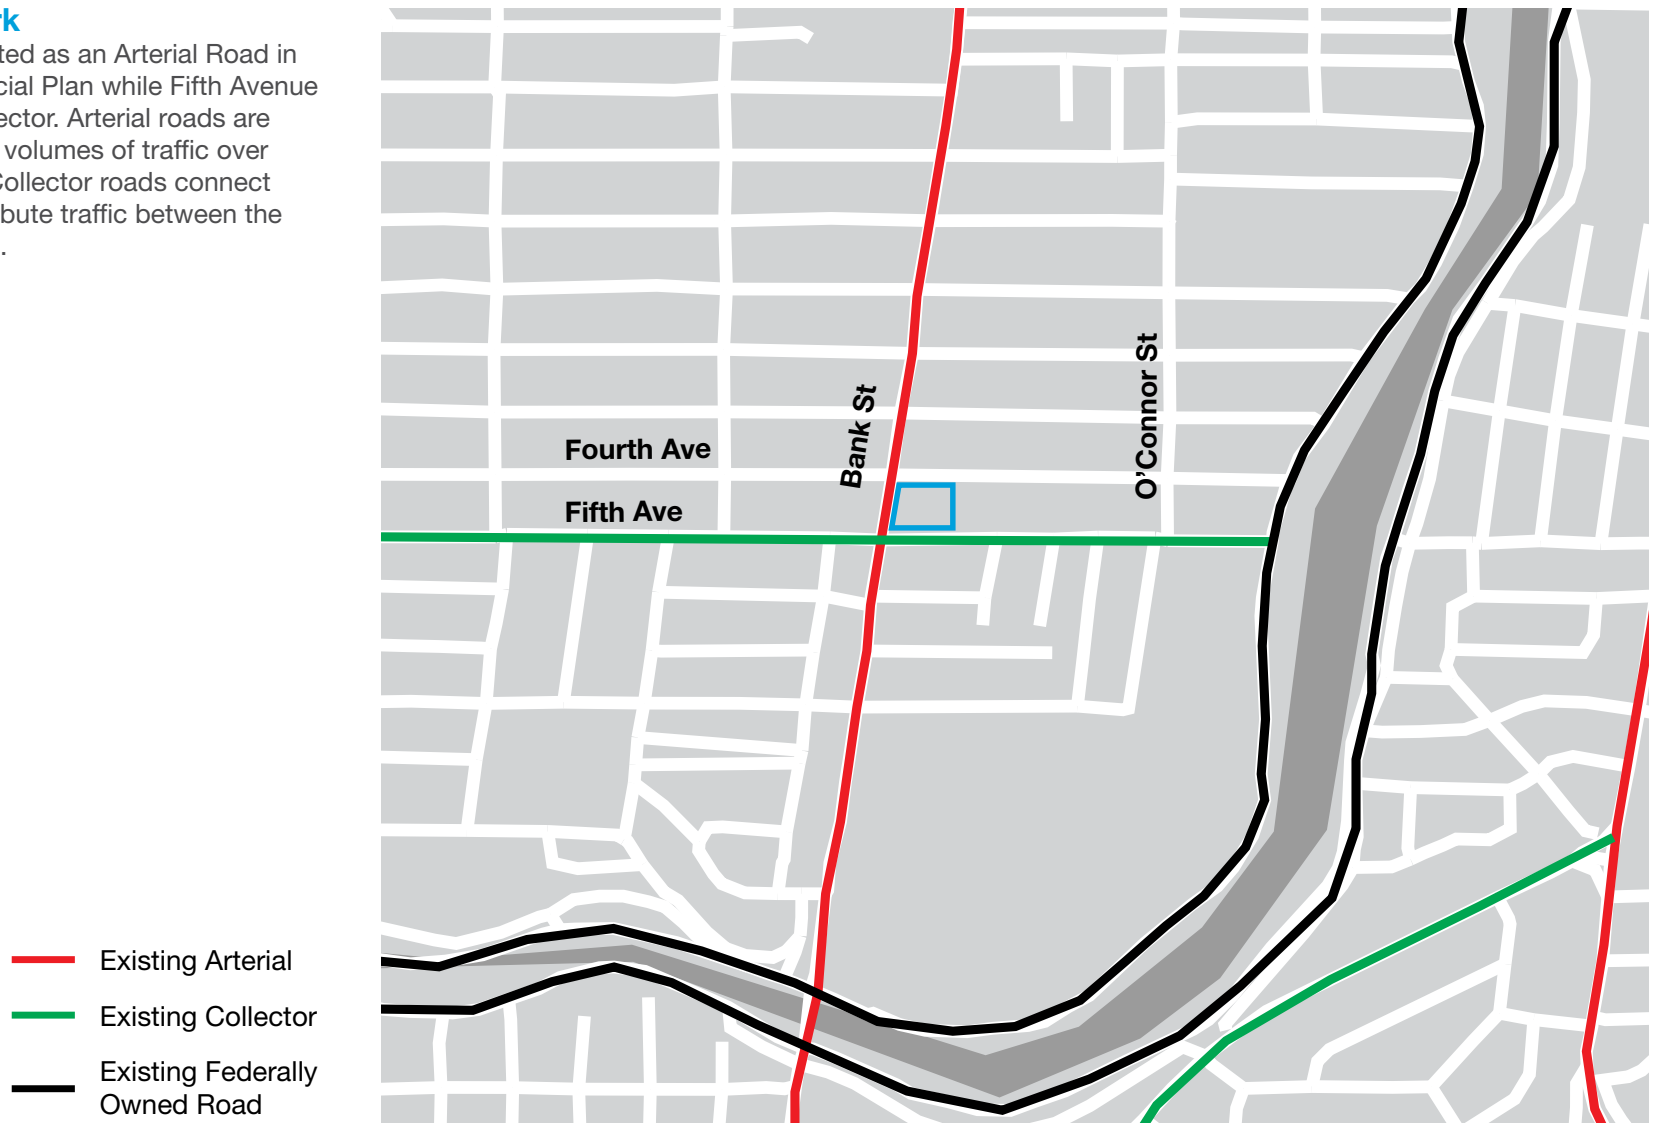 rk
ted as an Arterial Road in
cial Plan while Fifth Avenue
ector. Arterial roads are
volumes of traffic over
Collector roads connect
bute traffic between the
.
O'Connor St
Bank St
Fourth Ave
Fifth Ave
Existing Arterial
Existing Collector
Existing Federally
Owned Road